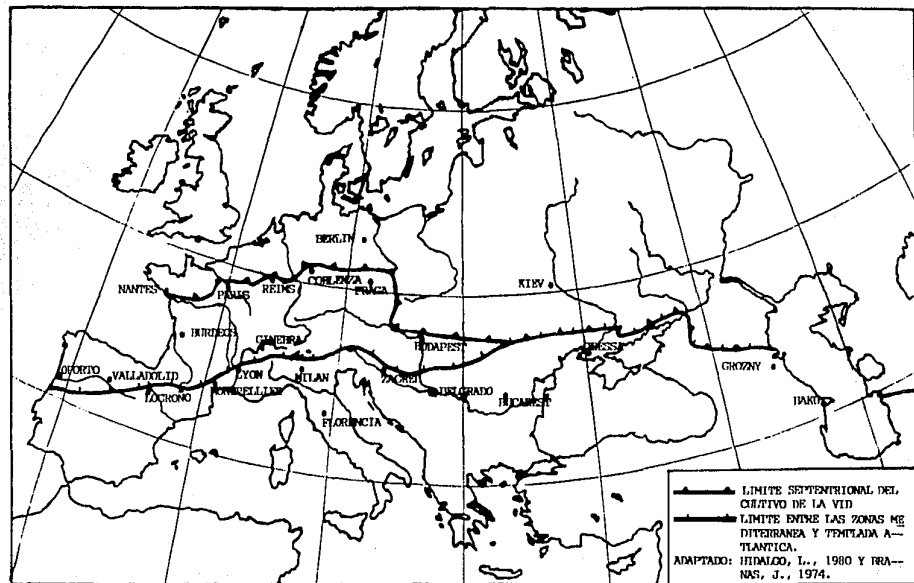 BERLIN
COBLENZA
PRAGA
NANTES
PARIS
REIMS
KIEV
BURDEOS
GINEBRA
BUDAPEST
ODESSA
OPORTO
VALLADOLID
LYON
MILAN
ZAGREB
GROZNY
LOGRONO
MONTPELLIER
BELGRADO
BUCAREST
BAKU
FLORENCIA
LIMITE SEPTENTRIONAL DEL
CULTIVO DE LA VID
LIMITE ENTRE LAS ZONAS ME
DITERRANEA Y TEMPLADA A-
TLANTICA.
ADAPTADO: HIDALGO, L., 1980 Y BRA--
NAS, J., 1974.